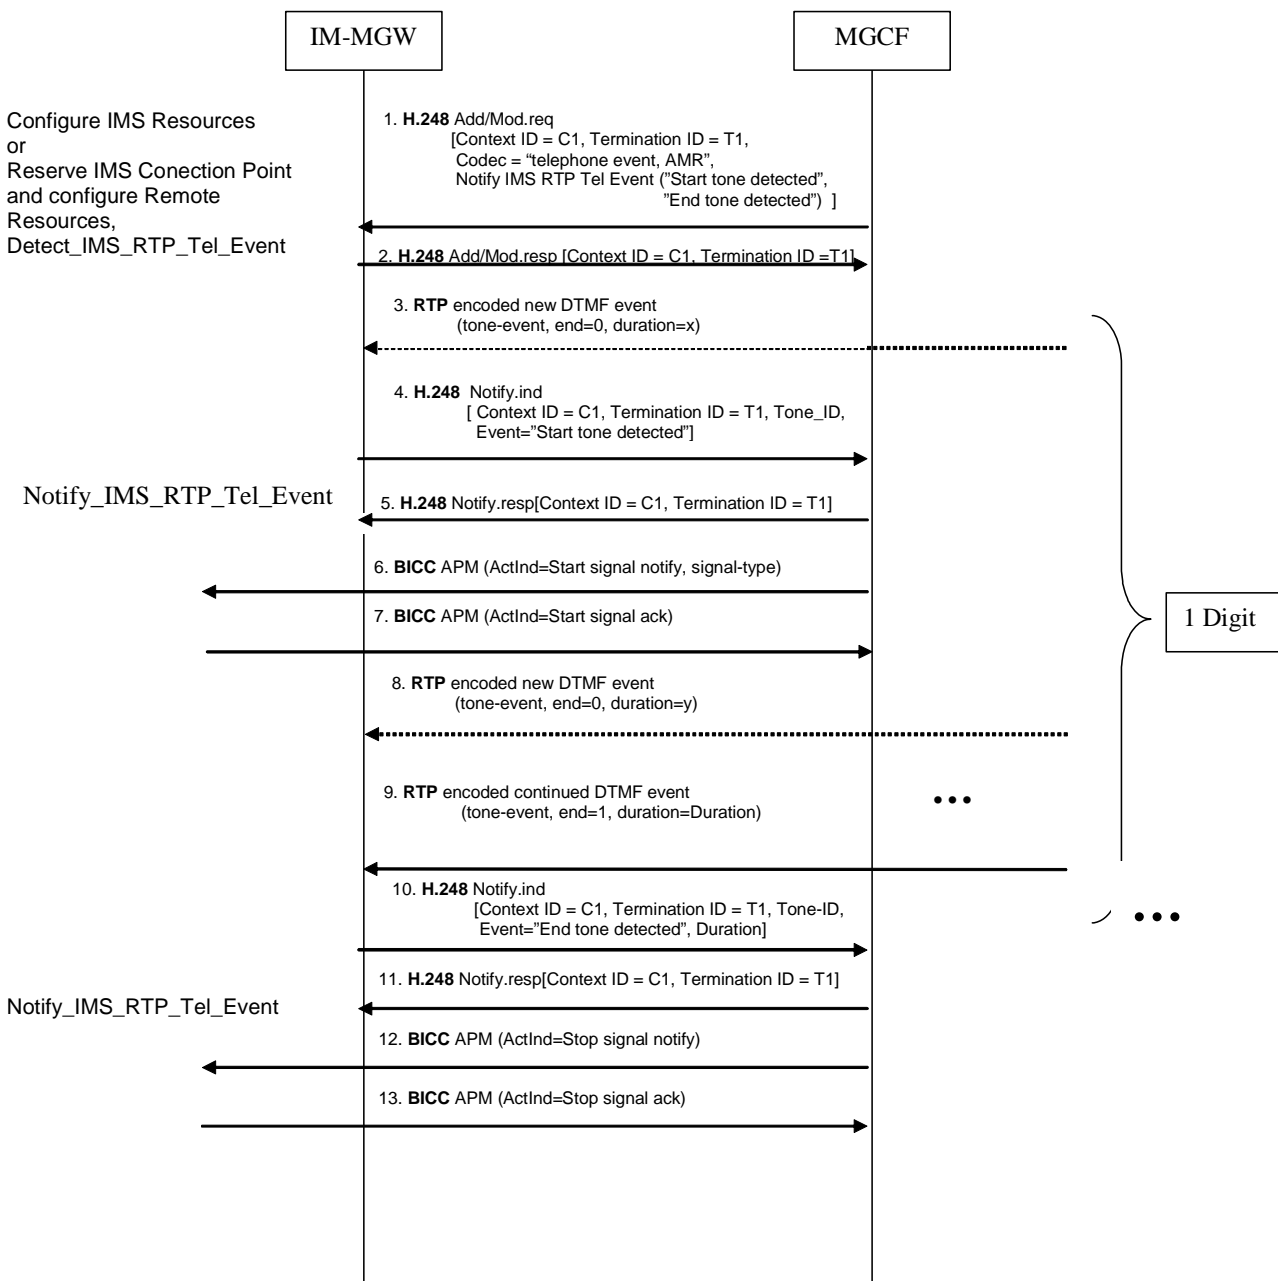 IM-MGW
MGCF
Configure IMS Resources
or
Reserve IMS Conection Point
and configure Remote
Resources,
Detect_IMS_RTP_Tel_Event
1. H.248 Add/Mod.req
[Context ID = C1, Termination ID = T1,
Codec = “telephone event, AMR”,
Notify IMS RTP Tel Event (”Start tone detected”,
”End tone detected”) ]
2. H.248 Add/Mod.resp [Context ID = C1, Termination ID =T1]
3. RTP encoded new DTMF event
(tone-event, end=0, duration=x)
4. H.248 Notify.ind
[ Context ID = C1, Termination ID = T1, Tone_ID,
Event=”Start tone detected”]
Notify_IMS_RTP_Tel_Event
5. H.248 Notify.resp[Context ID = C1, Termination ID = T1]
6. BICC APM (ActInd=Start signal notify, signal-type)
7. BICC APM (ActInd=Start signal ack)
1 Digit
8. RTP encoded new DTMF event
(tone-event, end=0, duration=y)
9. RTP encoded continued DTMF event
(tone-event, end=1, duration=Duration)
•••
10. H.248 Notify.ind
[Context ID = C1, Termination ID = T1, Tone-ID,
Event=”End tone detected”, Duration]
•••
11. H.248 Notify.resp[Context ID = C1, Termination ID = T1]
Notify_IMS_RTP_Tel_Event
12. BICC APM (ActInd=Stop signal notify)
13. BICC APM (ActInd=Stop signal ack)